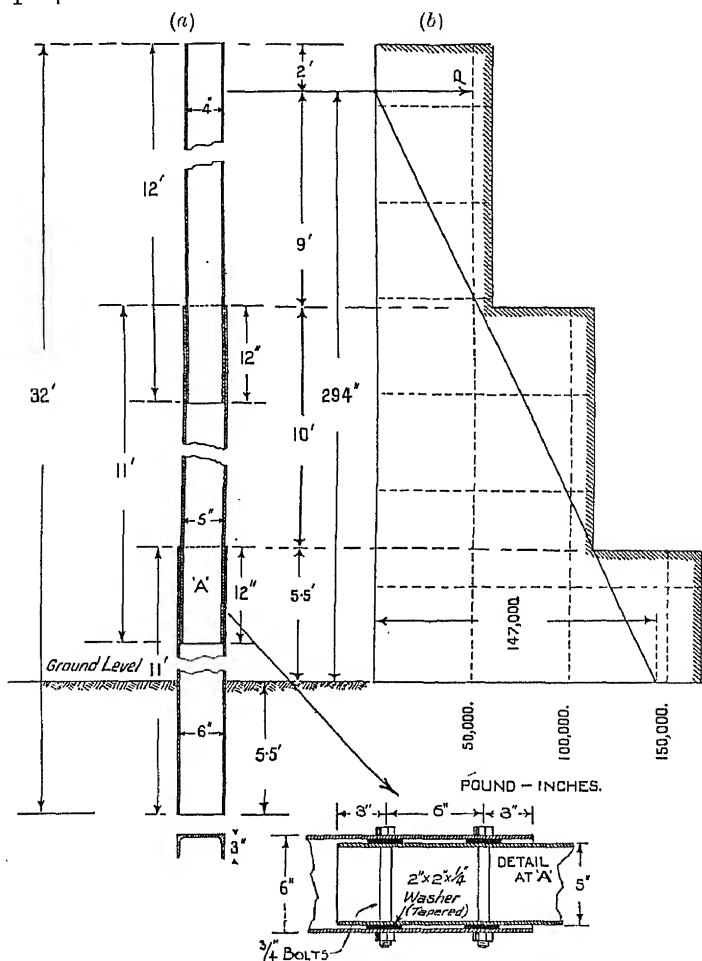 (a)
(b)
2'
P
4"
12'
9'
12"
32'
294"
10'
11'
5"
'A'
12"
5.5'
147,000.
Ground Level
11'
6"
5·5'
50,000.
100,000.
150,000.
POUND – INCHES.
3"
6"
3"
3"
6"
DETAIL
AT 'A'
5"
2"x2"x¼"
Washer
(Tapered)
¾" BOLTS